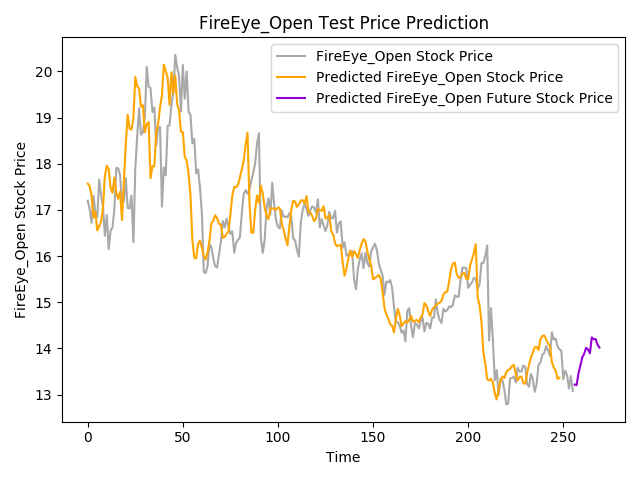 FireEye_Open Test Price Prediction
FireEye_Open Stock Price
Predicted FireEye_Open Stock Price
Predicted FireEye_Open Future Stock Price
FireEye_Open Stock Price
20
19
18
17
16
15
14
13
0
50
100
150
200
250
Time